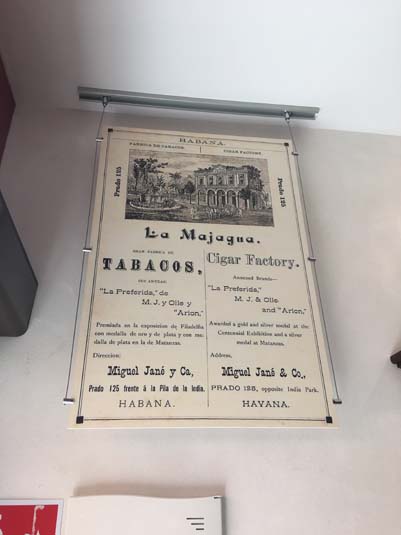 HABANA.
FABRICA DE TABACOS.
CIGAR FACTORY.
Prado 125
Prado 125
La Majagua.
GRAN FABRICA DE
TABACOS,
SUS ANEXAS:
"La Preferida," de
M. J. y Olle y
"Arion,"
Premiada en la exposicion de Filadelfia
con medalla de oro y de plata y con me-
dalla de plata en la de Matanzas.
Direccion:
Miguel Jané y Ca,
Prado 125 frente á la Pila de la India.
HABANA.
Cigar Factory.
Annexed Brands—
"La Preferida,"
M. J. & Olle
and "Arion,"
Awarded a gold and silver medal at the
Centennial Exhibition and a silver
medal at Matanzas.
Address,
Miguel Jané & Co.,
PRADO 125, opposite India Park.
HAVANA.